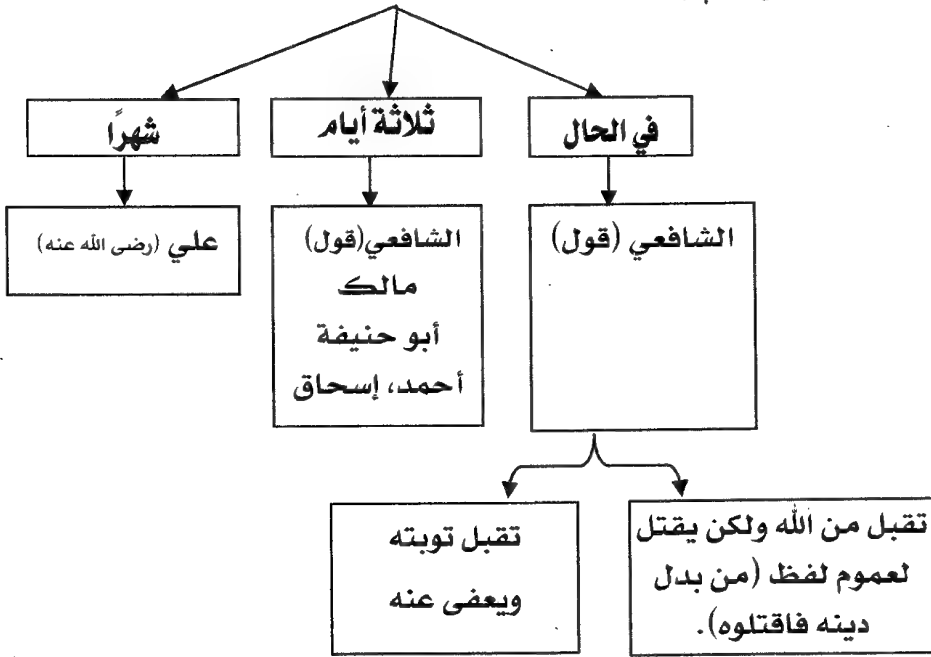 في الحال
ثلاثة أيام
شهرًا
الشافعي (قول)
الشافعي(قول)
مالك
أبو حنيفة
أحمد، إسحاق
علي (رضى الله عنه)
تقبل من الله ولكن يقتل
لعموم لفظ (من بدل
دينه فاقتلوه).
تقبل توبته
ويعفى عنه